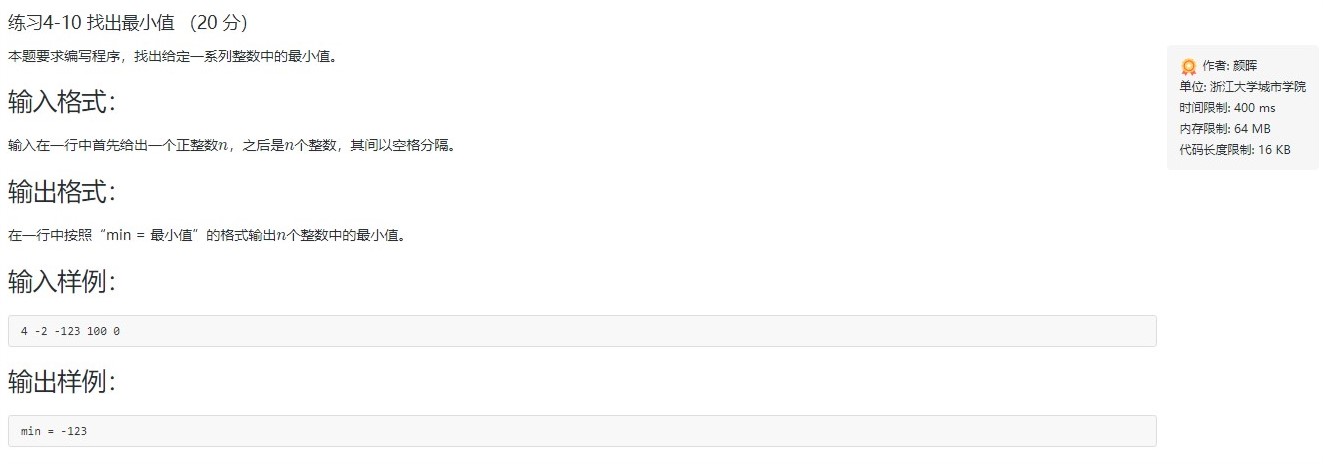 练习4-10 找出最小值 （20 分）
本题要求编写程序，找出给定一系列整数中的最小值。
作者: 颜晖
单位: 浙江大学城市学院
时间限制: 400 ms
内存限制: 64 MB
代码长度限制: 16 KB
输入格式：
输入在一行中首先给出一个正整数n，之后是n个整数，其间以空格分隔。
输出格式：
在一行中按照“min = 最小值”的格式输出n个整数中的最小值。
输入样例：
4 -2 -123 100 0
输出样例：
min = -123